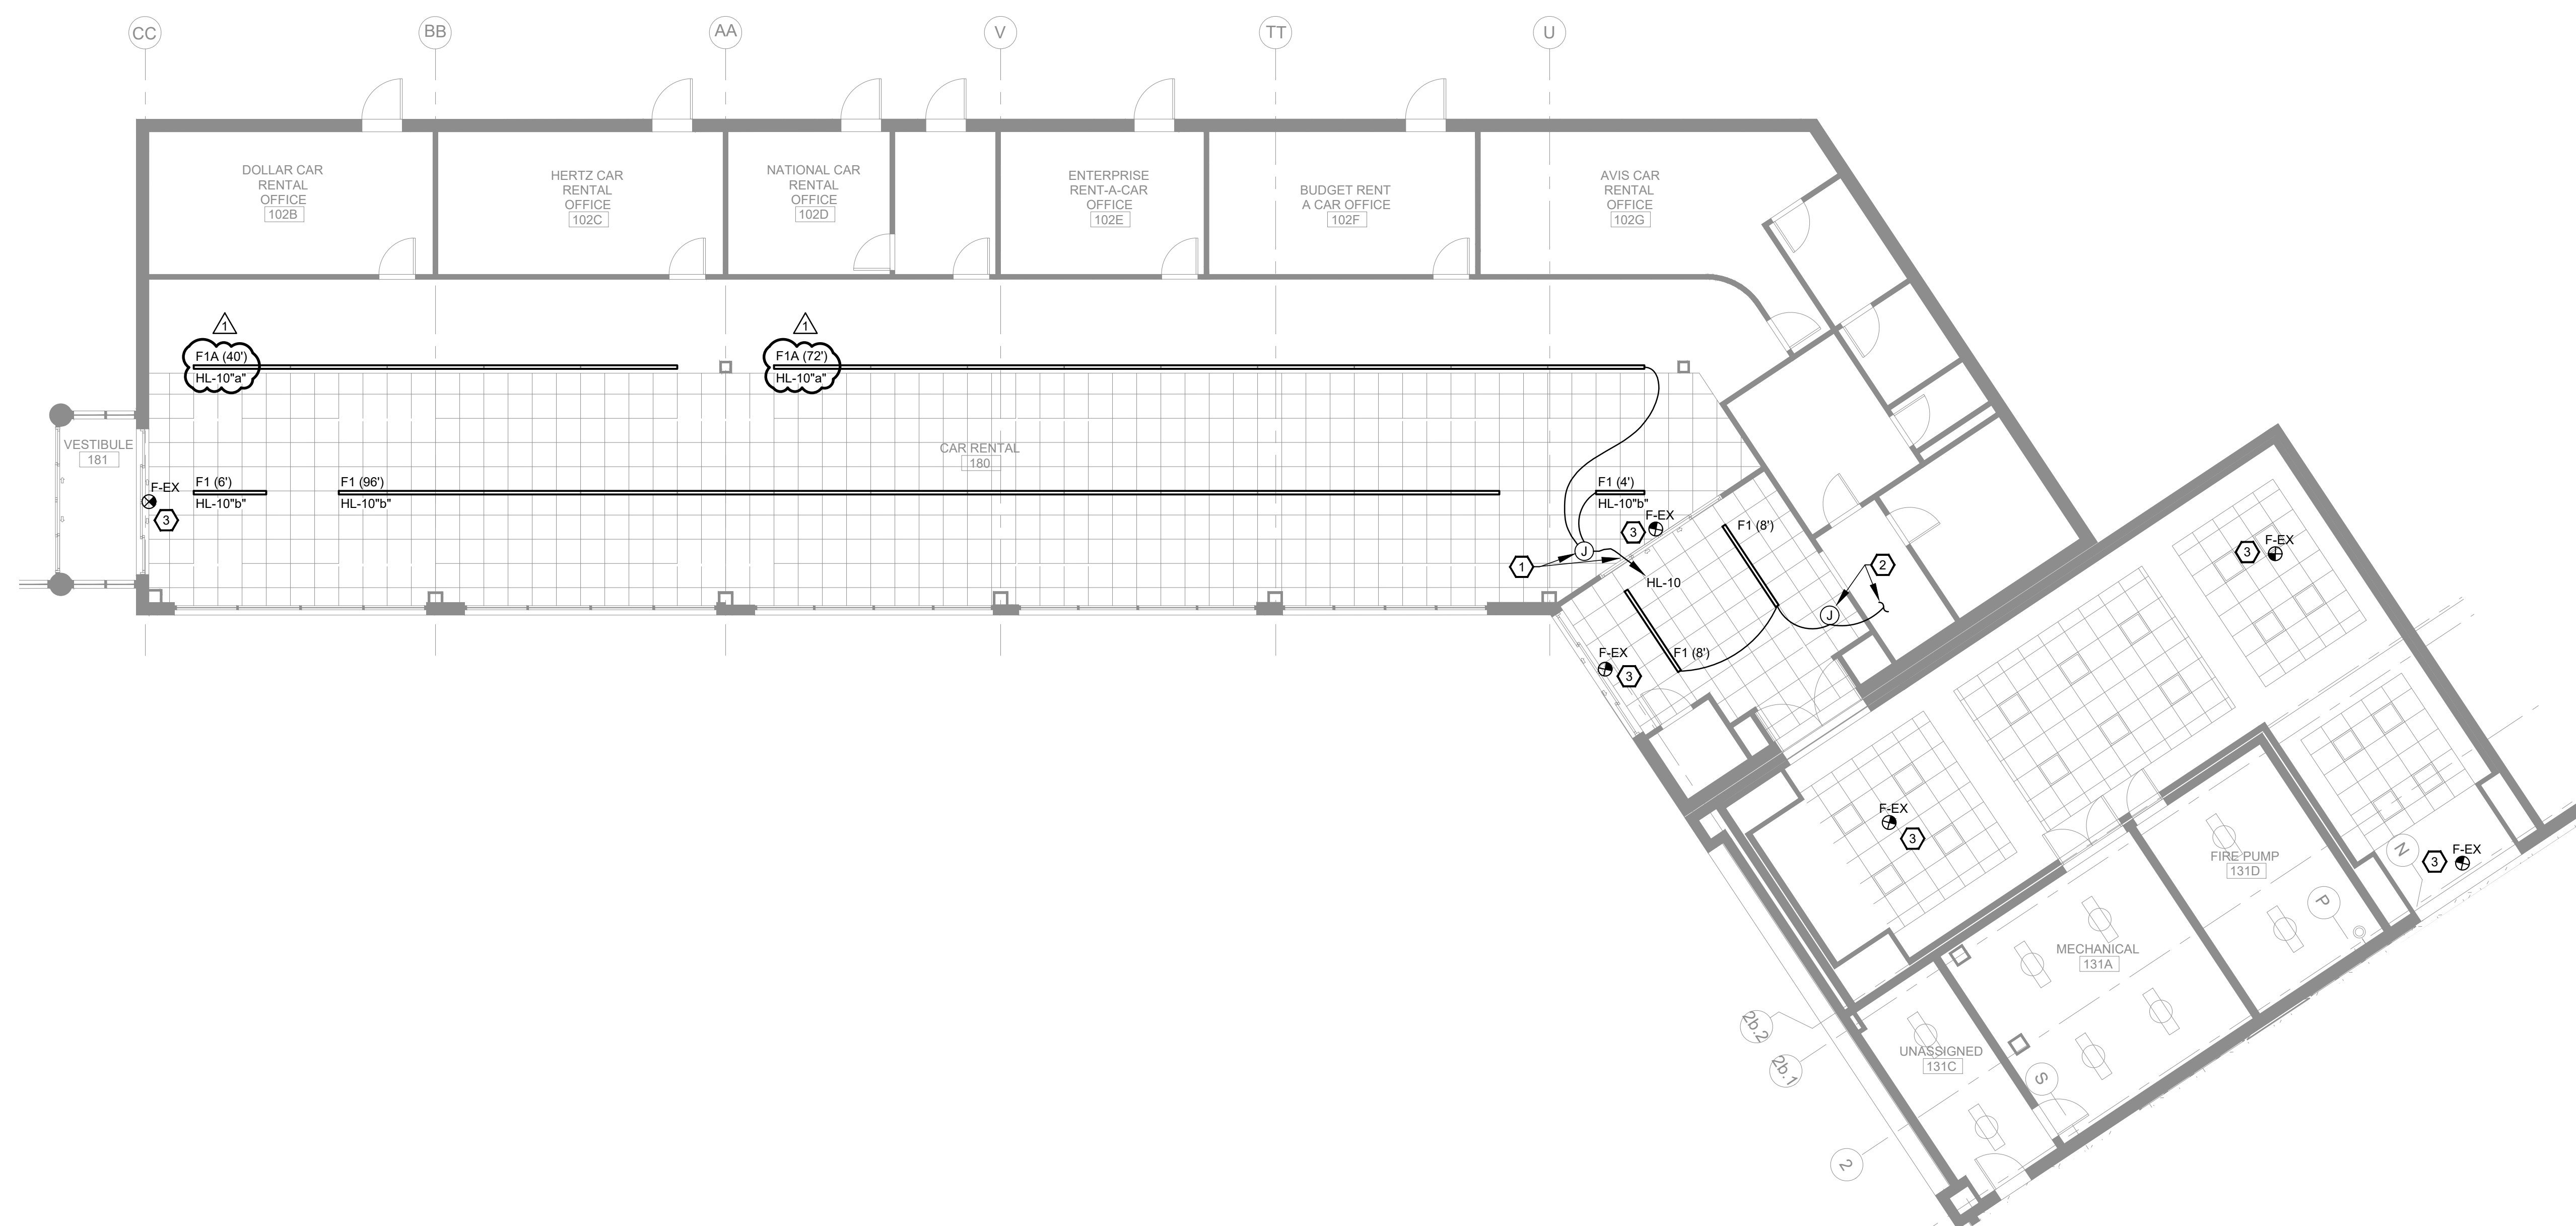 CC
BB
AA
V
TT
U
DOLLAR CAR
RENTAL
OFFICE
102B
HERTZ CAR
RENTAL
OFFICE
102C
NATIONAL CAR
RENTAL
OFFICE
102D
ENTERPRISE
RENT-A-CAR
OFFICE
102E
BUDGET RENT
A CAR OFFICE
102F
AVIS CAR
RENTAL
OFFICE
102G
1
F1A (40')
HL-10"a"
1
F1A (72')
HL-10"a"
VESTIBULE
181
CAR RENTAL
180
F-EX
3
F1 (6')
HL-10"b"
F1 (96')
HL-10"b"
F1 (4')
HL-10"b"
F-EX
3
F1 (8')
J
1
HL-10
2
J
F1 (8')
F-EX
3
F-EX
3
F-EX
3
F-EX
3
N
FIRE PUMP
131D
P
MECHANICAL
131A
2b.2
2b.1
UNASSIGNED
131C
S
2